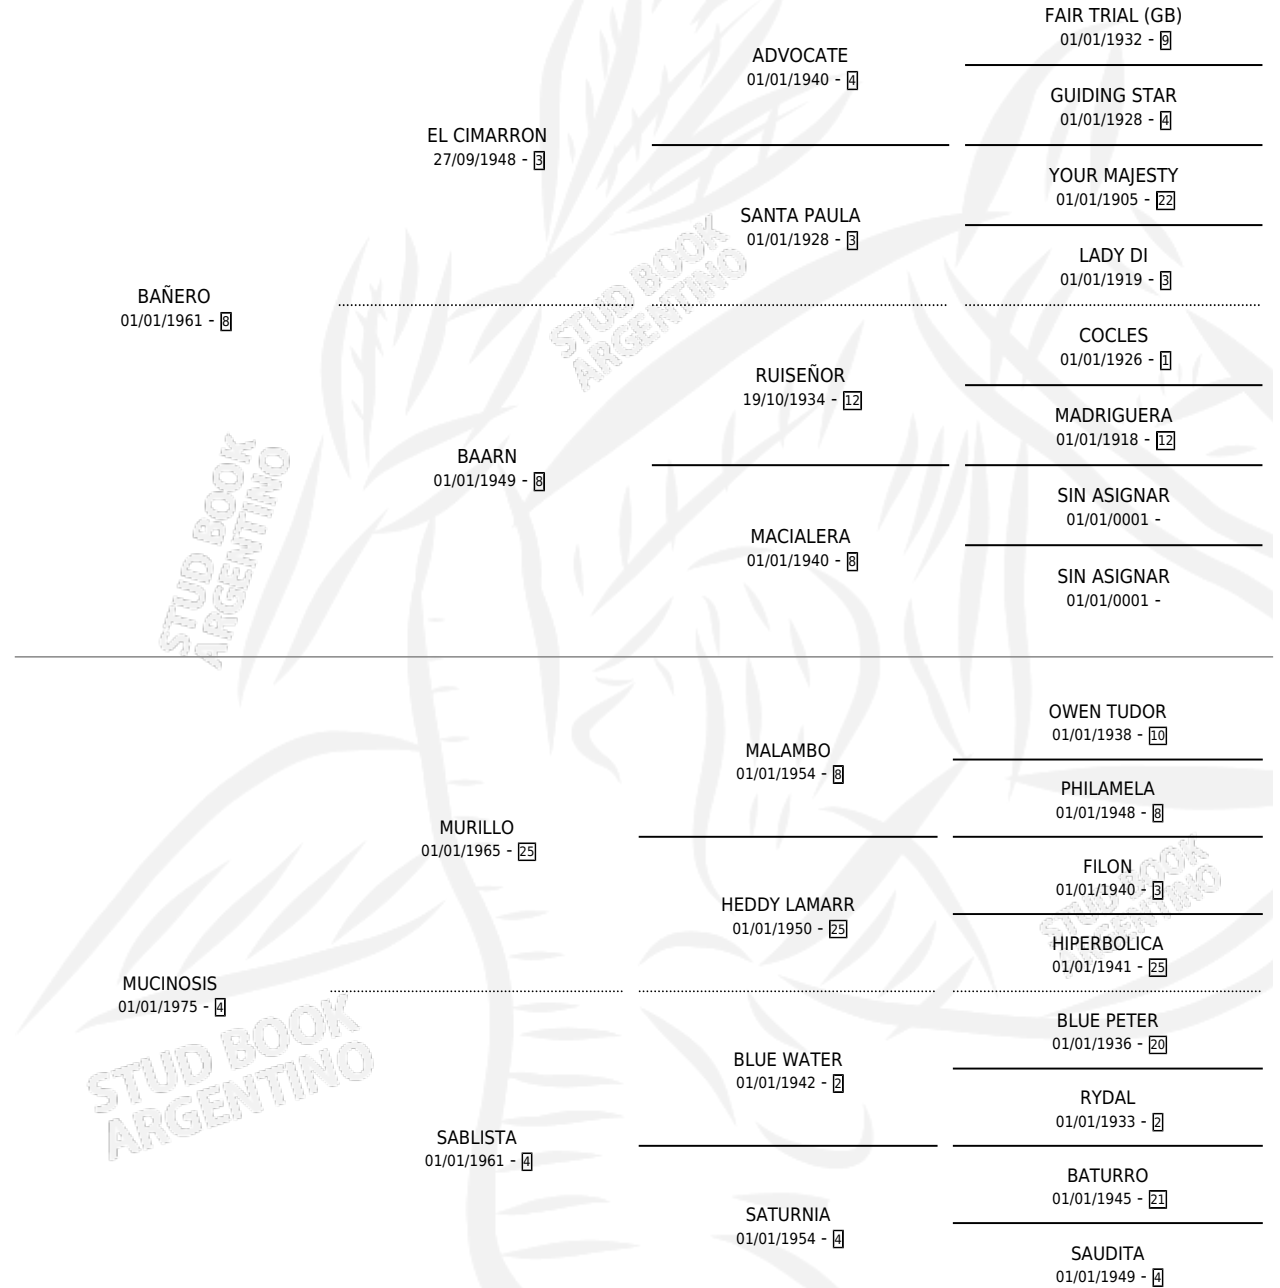 FAIR TRIAL (GB)
01/01/1932 - 9
ADVOCATE
01/01/1940 - 4
GUIDING STAR
01/01/1928 - 4
EL CIMARRON
27/09/1948 - 3
YOUR MAJESTY
01/01/1905 - 22
SANTA PAULA
01/01/1928 - 3
LADY DI
01/01/1919 - 3
BAÑERO
01/01/1961 - 8
COCLES
01/01/1926 - 1
RUISEÑOR
19/10/1934 - 12
MADRIGUERA
01/01/1918 - 12
BAARN
01/01/1949 - 8
SIN ASIGNAR
01/01/0001 -
MACIALERA
01/01/1940 - 8
SIN ASIGNAR
01/01/0001 -
OWEN TUDOR
01/01/1938 - 10
MALAMBO
01/01/1954 - 8
PHILAMELA
01/01/1948 - 8
MURILLO
01/01/1965 - 25
FILON
01/01/1940 - 3
HEDDY LAMARR
01/01/1950 - 25
HIPERBOLICA
01/01/1941 - 25
MUCINOSIS
01/01/1975 - 4
BLUE PETER
01/01/1936 - 20
BLUE WATER
01/01/1942 - 2
RYDAL
01/01/1933 - 2
SABLISTA
01/01/1961 - 4
BATURRO
01/01/1945 - 21
SATURNIA
01/01/1954 - 4
SAUDITA
01/01/1949 - 4
STUD BOOK
ARGENTINO
STUD BOOK
ARGENTINO
STUD BOOK
ARGENTINO
STUD BOOK
ARGENTINO